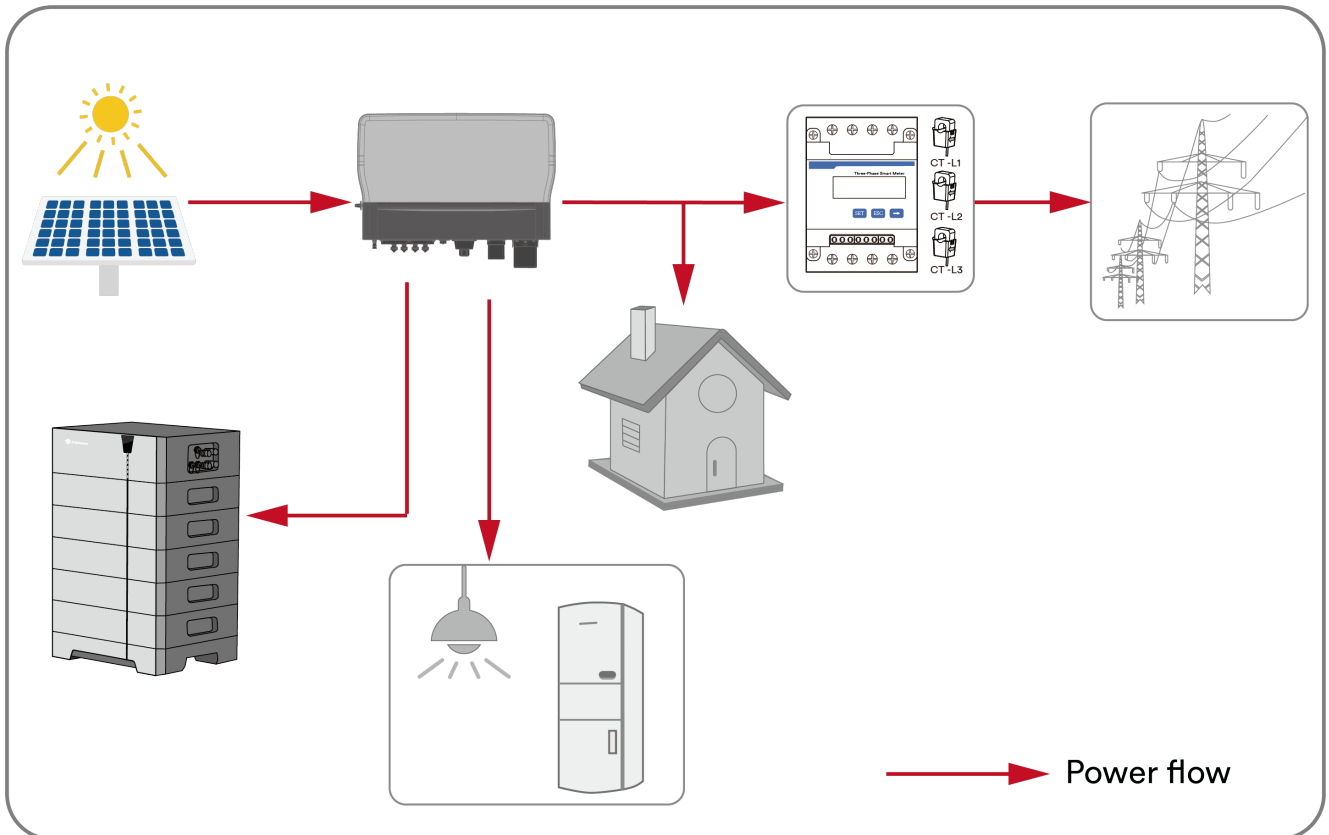 Three-Phase Smart Meter
SET ESC
CT -L1
CT -L2
CT -L3
Power flow